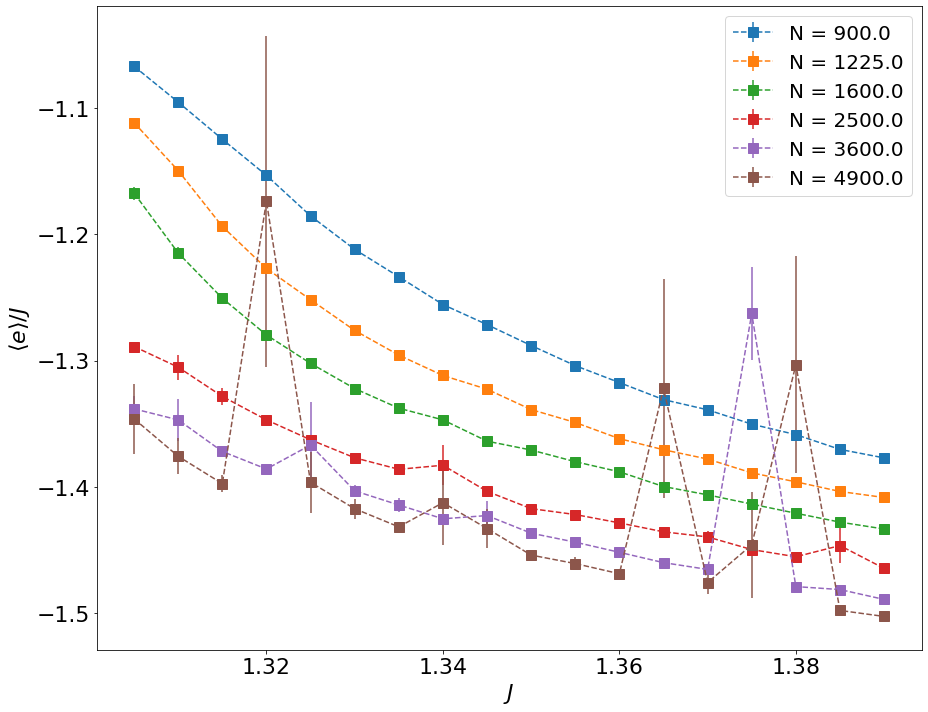 N = 900.0
N = 1225.0
N = 1600.0
N = 2500.0
N = 3600.0
N = 4900.0
−1.1
−1.2
−1.3
−1.4
−1.5
⟨e⟩/J
1.32 1.34 1.36 1.38
J